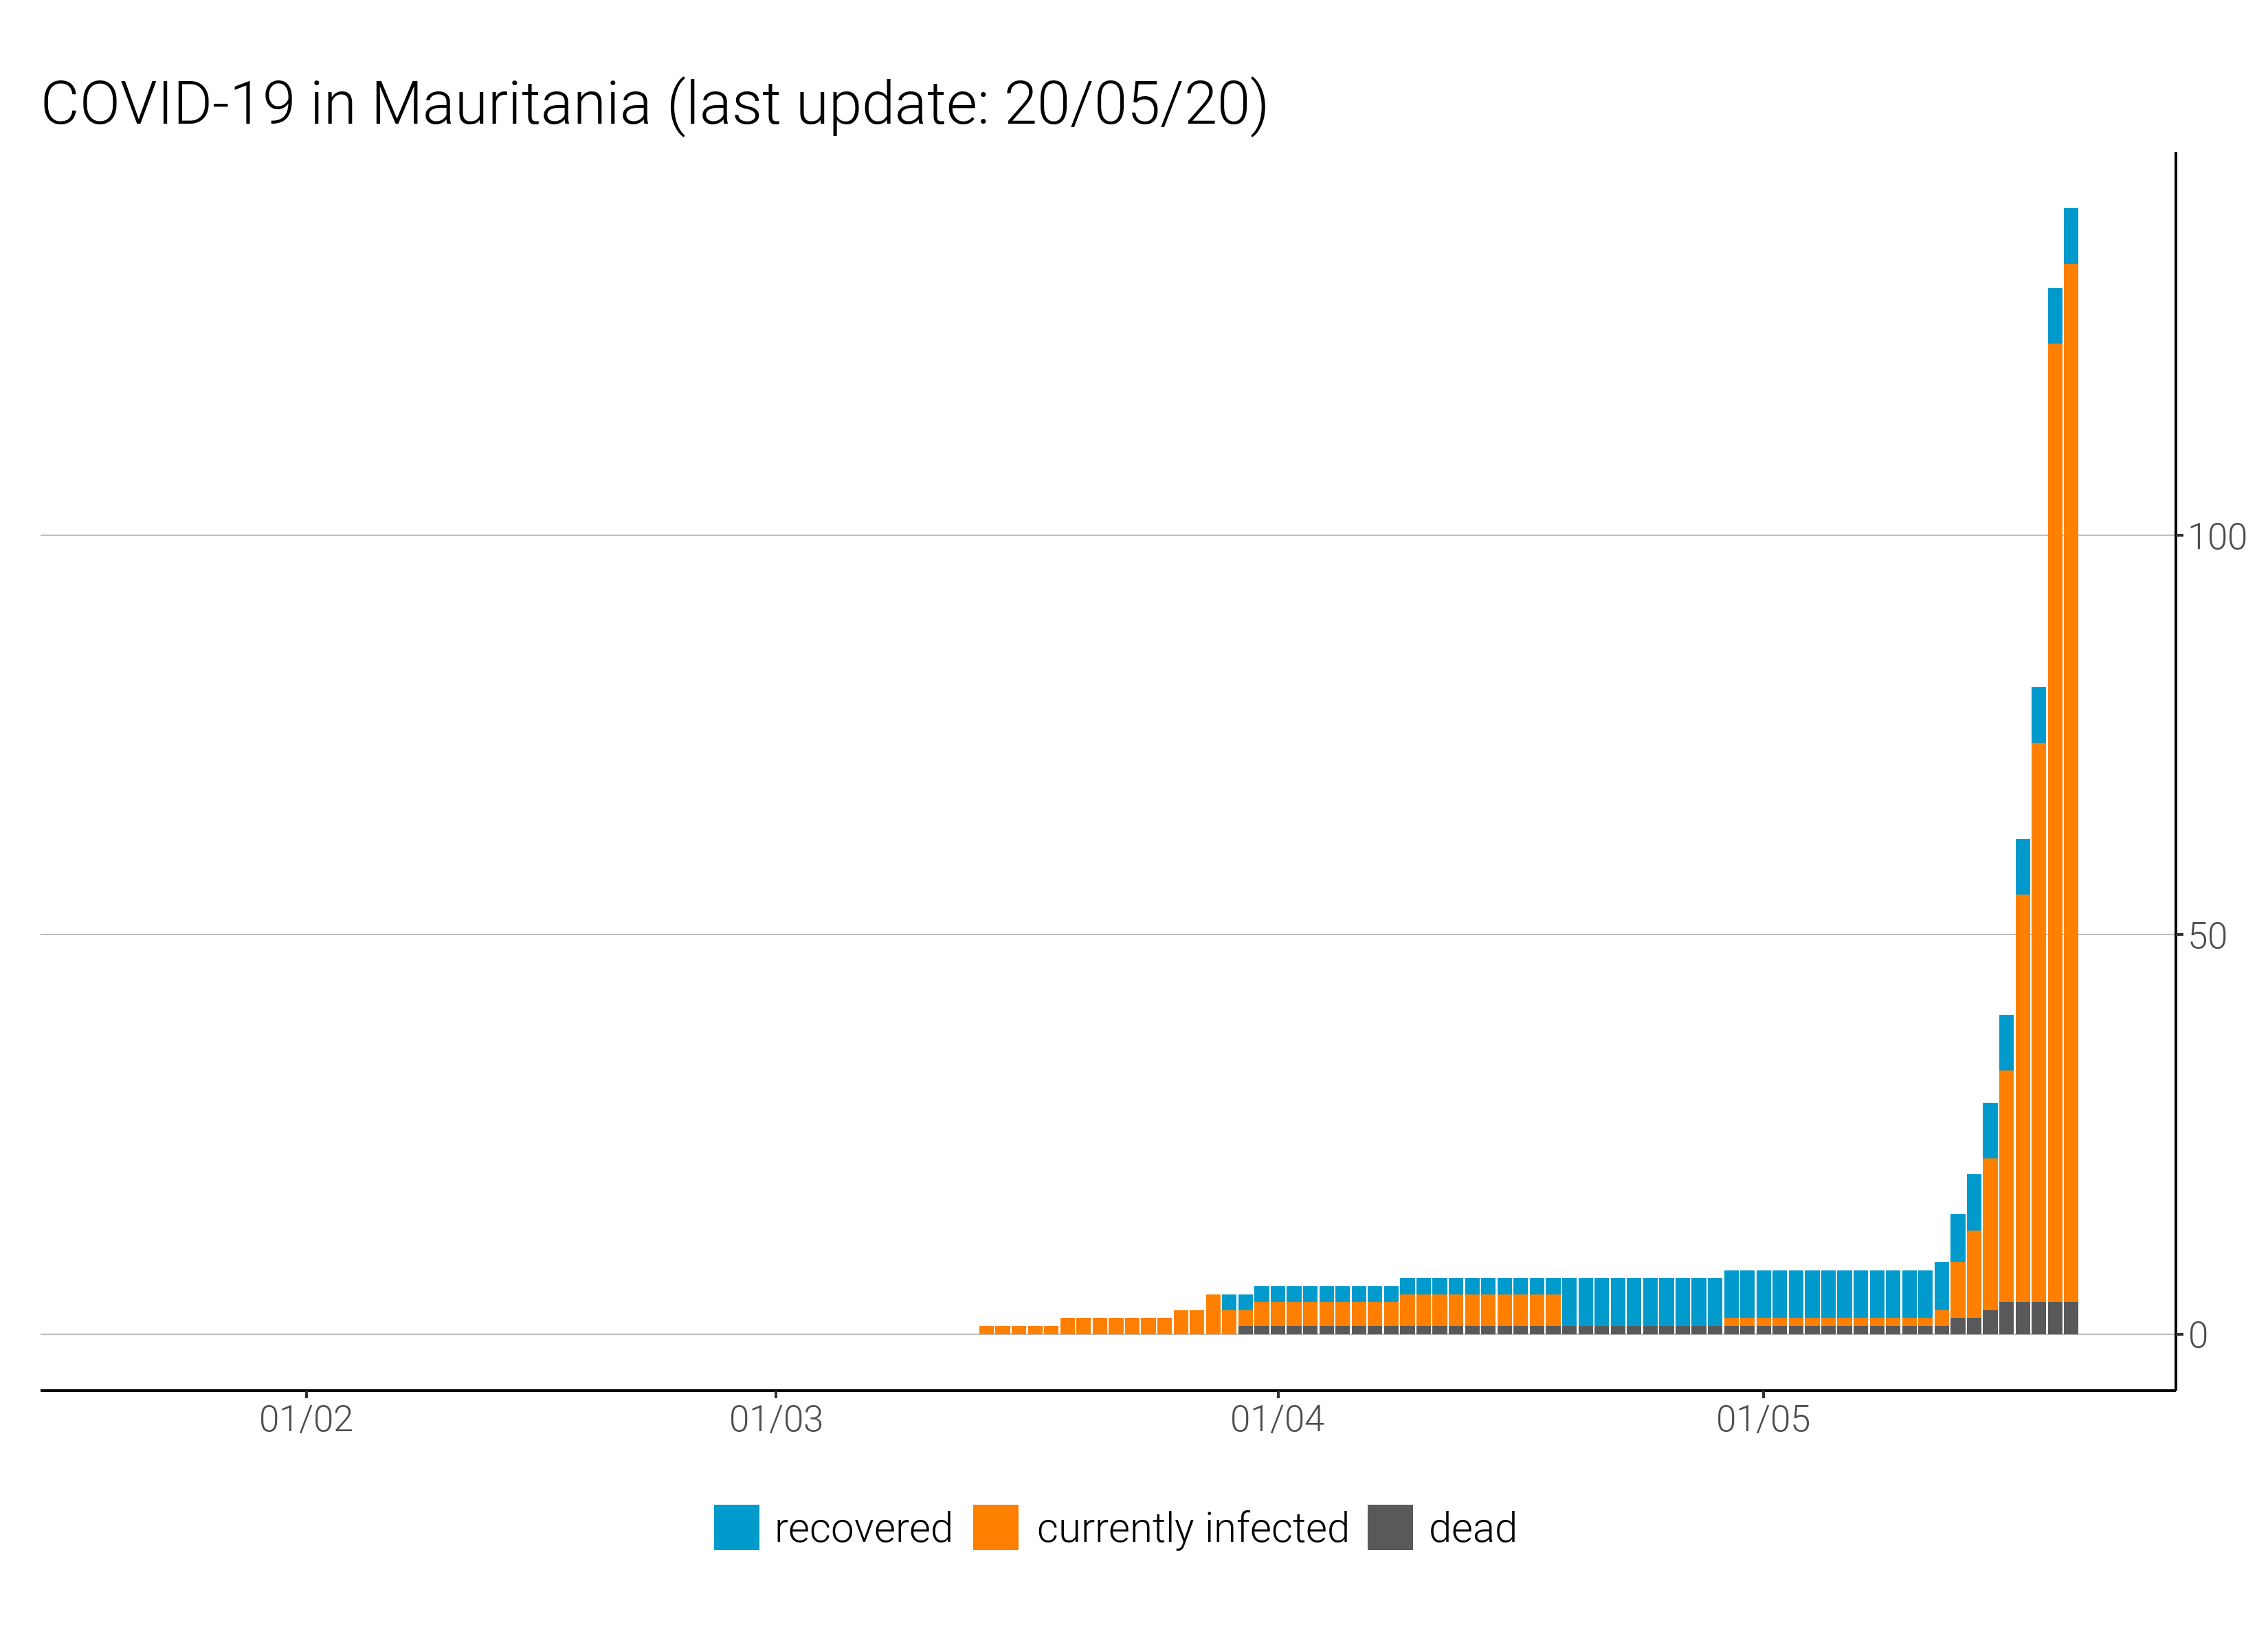 COVID-19 in Mauritania (last update: 20/05/20)
100
50
0
01/02 01/03 01/04 01/05
recovered currently infected dead